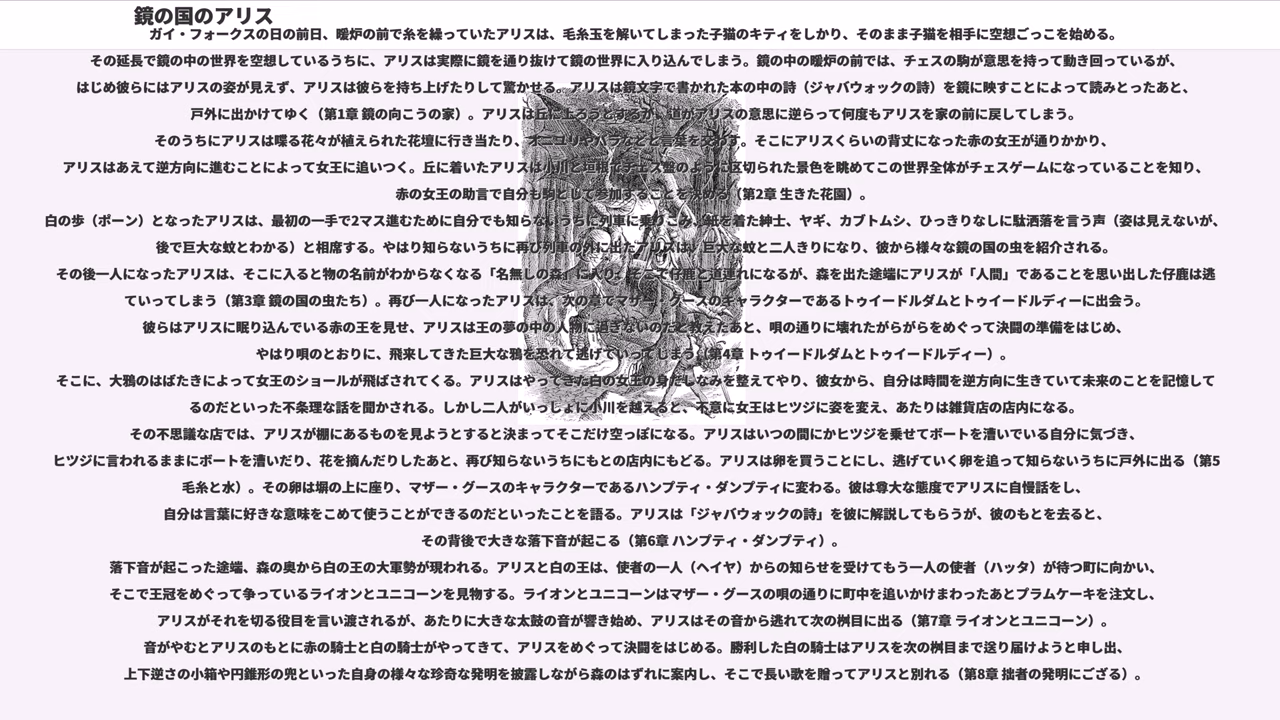 鏡の国のアリス
ガイ・フォークスの日の前日、暖炉の前で糸を繰っていたアリスは、毛糸玉を解いてしまった子猫のキティをしかり、そのまま子猫を相手に空想ごっこを始める。
その延長で鏡の中の世界を空想しているうちに、アリスは実際に鏡を通り抜けて鏡の世界に入り込んでしまう。鏡の中の暖炉の前では、チェスの駒が意思を持って動き回っているが、
はじめ彼らにはアリスの姿が見えず、アリスは彼らを持ち上げたりして驚かせる。アリスは鏡文字で書かれた本の中の詩（ジャバウォックの詩）を鏡に映すことによって読みとったあと、
戸外に出かけてゆく（第1章 鏡の向こうの家）。アリスは丘に上ろうとするが、道がアリスの意思に逆らって何度もアリスを家の前に戻してしまう。
そのうちにアリスは喋る花々が植えられた花壇に行き当たり、オニユリやバラなどと言葉を交わす。そこにアリスくらいの背丈になった赤の女王が通りかかり、
アリスはあえて逆方向に進むことによって女王に追いつく。丘に着いたアリスは小川と垣根でチェス盤のように区切られた景色を眺めてこの世界全体がチェスゲームになっていることを知り、
赤の女王の助言で自分も駒として参加することを決める（第2章 生きた花園）。
白の歩（ポーン）となったアリスは、最初の一手で2マス進むために自分でも知らないうちに列車に乗りこみ、紙を着た紳士、ヤギ、カブトムシ、ひっきりなしに駄洒落を言う声（姿は見えないが、
後で巨大な蚊とわかる）と相席する。やはり知らないうちに再び列車の外に出たアリスは、巨大な蚊と二人きりになり、彼から様々な鏡の国の虫を紹介される。
その後一人になったアリスは、そこに入ると物の名前がわからなくなる「名無しの森」に入り、そこで仔鹿と道連れになるが、森を出た途端にアリスが「人間」であることを思い出した仔鹿は逃
ていってしまう（第3章 鏡の国の虫たち）。再び一人になったアリスは、次の章でマザー・グースのキャラクターであるトゥイードルダムとトゥイードルディーに出会う。
彼らはアリスに眠り込んでいる赤の王を見せ、アリスは王の夢の中の人物に過ぎないのだと教えたあと、唄の通りに壊れたがらがらをめぐって決闘の準備をはじめ、
やはり唄のとおりに、飛来してきた巨大な鴉を恐れて逃げていってしまう（第4章 トゥイードルダムとトゥイードルディー）。
そこに、大鴉のはばたきによって女王のショールが飛ばされてくる。アリスはやってきた白の女王の身だしなみを整えてやり、彼女から、自分は時間を逆方向に生きていて未来のことを記憶して
るのだといった不条理な話を聞かされる。しかし二人がいっしょに小川を越えると、不意に女王はヒツジに姿を変え、あたりは雑貨店の店内になる。
その不思議な店では、アリスが棚にあるものを見ようとすると決まってそこだけ空っぽになる。アリスはいつの間にかヒツジを乗せてボートを漕いでいる自分に気づき、
ヒツジに言われるままにボートを漕いだり、花を摘んだりしたあと、再び知らないうちにもとの店内にもどる。アリスは卵を買うことにし、逃げていく卵を追って知らないうちに戸外に出る（第5
毛糸と水）。その卵は塀の上に座り、マザー・グースのキャラクターであるハンプティ・ダンプティに変わる。彼は尊大な態度でアリスに自慢話をし、
自分は言葉に好きな意味をこめて使うことができるのだといったことを語る。アリスは「ジャバウォックの詩」を彼に解説してもらうが、彼のもとを去ると、
その背後で大きな落下音が起こる（第6章 ハンプティ・ダンプティ）。
落下音が起こった途端、森の奥から白の王の大軍勢が現われる。アリスと白の王は、使者の一人（ヘイヤ）からの知らせを受けてもう一人の使者（ハッタ）が待つ町に向かい、
そこで王冠をめぐって争っているライオンとユニコーンを見物する。ライオンとユニコーンはマザー・グースの唄の通りに町中を追いかけまわったあとプラムケーキを注文し、
アリスがそれを切る役目を言い渡されるが、あたりに大きな太鼓の音が響き始め、アリスはその音から逃れて次の桝目に出る（第7章 ライオンとユニコーン）。
音がやむとアリスのもとに赤の騎士と白の騎士がやってきて、アリスをめぐって決闘をはじめる。勝利した白の騎士はアリスを次の桝目まで送り届けようと申し出、
上下逆さの小箱や円錐形の兜といった自身の様々な珍奇な発明を披露しながら森のはずれに案内し、そこで長い歌を贈ってアリスと別れる（第8章 拙者の発明にござる）。